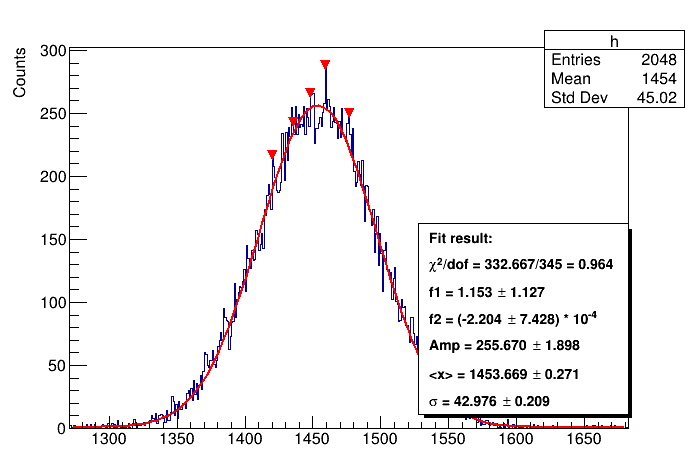 h
Entries 2048
Mean 1454
Std Dev 45.02
Counts
300
250
200
150
100
50
0
Fit result:
χ²/dof = 332.667/345 = 0.964
f1 = 1.153 ± 1.127
f2 = (-2.204 ± 7.428) * 10⁻⁴
Amp = 255.670 ± 1.898
<x> = 1453.669 ± 0.271
σ = 42.976 ± 0.209
1300 1350 1400 1450 1500 1550 1600 1650